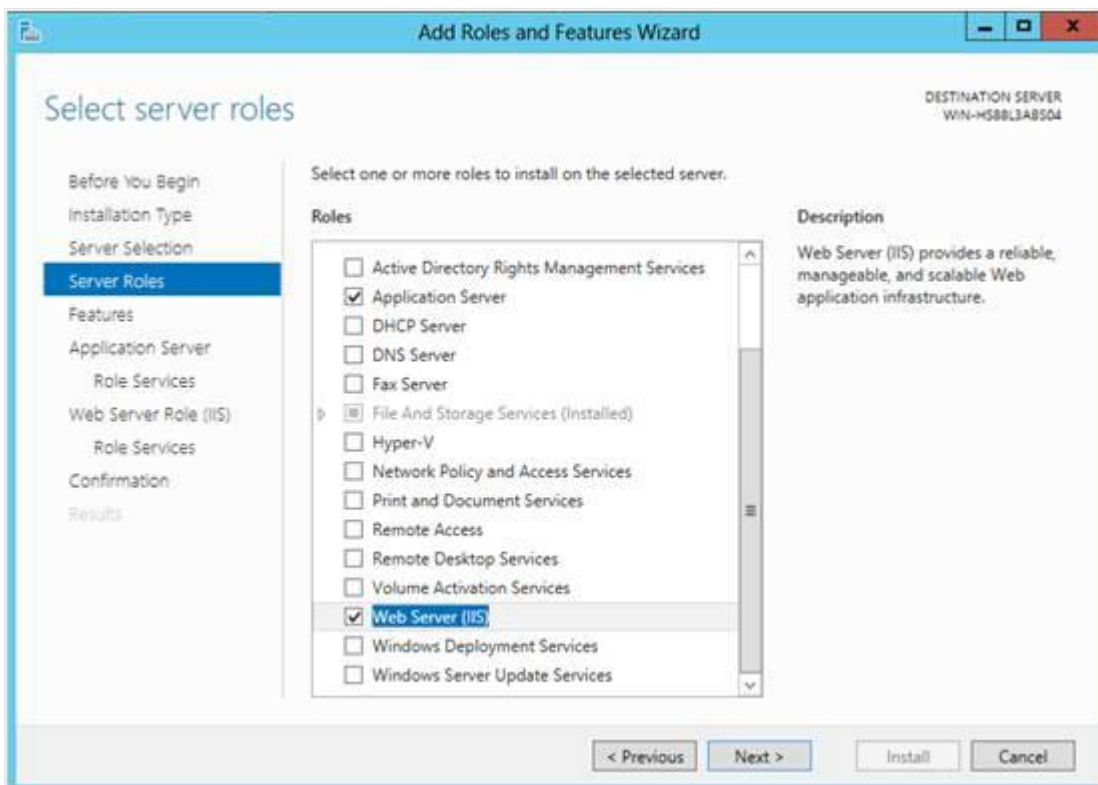 Add Roles and Features Wizard
Select server roles
DESTINATION SERVER
WIN-HS88L3ABS04
Before You Begin
Installation Type
Server Selection
Server Roles
Features
Application Server
Role Services
Web Server Role (IIS)
Role Services
Confirmation
Results
Select one or more roles to install on the selected server.
Roles
Active Directory Rights Management Services
Application Server
DHCP Server
DNS Server
Fax Server
File And Storage Services (Installed)
Hyper-V
Network Policy and Access Services
Print and Document Services
Remote Access
Remote Desktop Services
Volume Activation Services
Web Server (IIS)
Windows Deployment Services
Windows Server Update Services
Description
Web Server (IIS) provides a reliable,
manageable, and scalable Web
application infrastructure.
< Previous
Next >
Install
Cancel